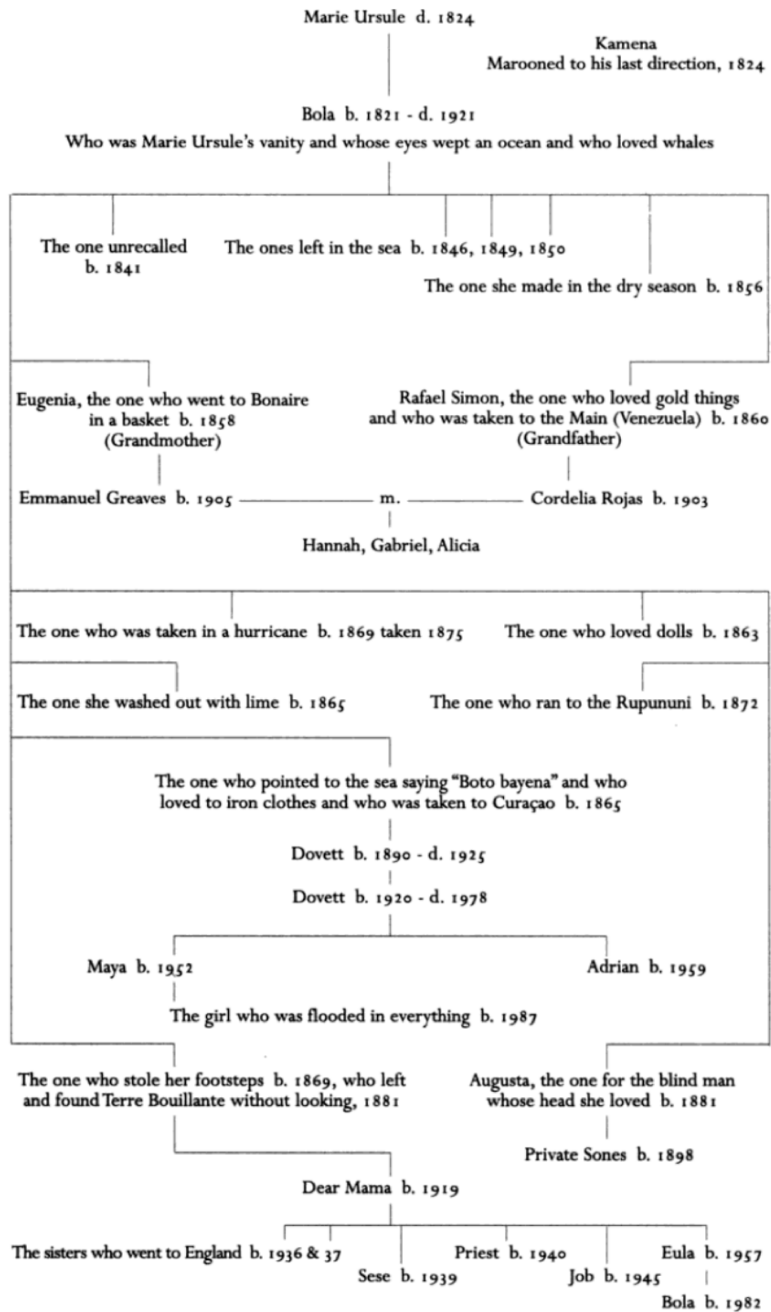 Marie Ursule d. 1824
Kamena
Marooned to his last direction, 1824
Bola b. 1821 - d. 1921
Who was Marie Ursule's vanity and whose eyes wept an ocean and who loved whales
The one unrecalled
b. 1841
The ones left in the sea b. 1846, 1849, 1850
The one she made in the dry season b. 1856
Eugenia, the one who went to Bonaire
in a basket b. 1858
(Grandmother)
Rafael Simon, the one who loved gold things
and who was taken to the Main (Venezuela) b. 1860
(Grandfather)
Emmanuel Greaves b. 1905
m.
Cordelia Rojas b. 1903
Hannah, Gabriel, Alicia
The one who was taken in a hurricane b. 1869 taken 1875
The one who loved dolls b. 1863
The one she washed out with lime b. 1865
The one who ran to the Rupununi b. 1872
The one who pointed to the sea saying "Boto bayena" and who
loved to iron clothes and who was taken to Curaçao b. 1865
Dovett b. 1890 - d. 1925
Dovett b. 1920 - d. 1978
Maya b. 1952
Adrian b. 1959
The girl who was flooded in everything b. 1987
The one who stole her footsteps b. 1869, who left
and found Terre Bouillante without looking, 1881
Augusta, the one for the blind man
whose head she loved b. 1881
Private Sones b. 1898
Dear Mama b. 1919
The sisters who went to England b. 1936 & 37
Sese b. 1939
Priest b. 1940
Job b. 1945
Eula b. 1957
Bola b. 1982